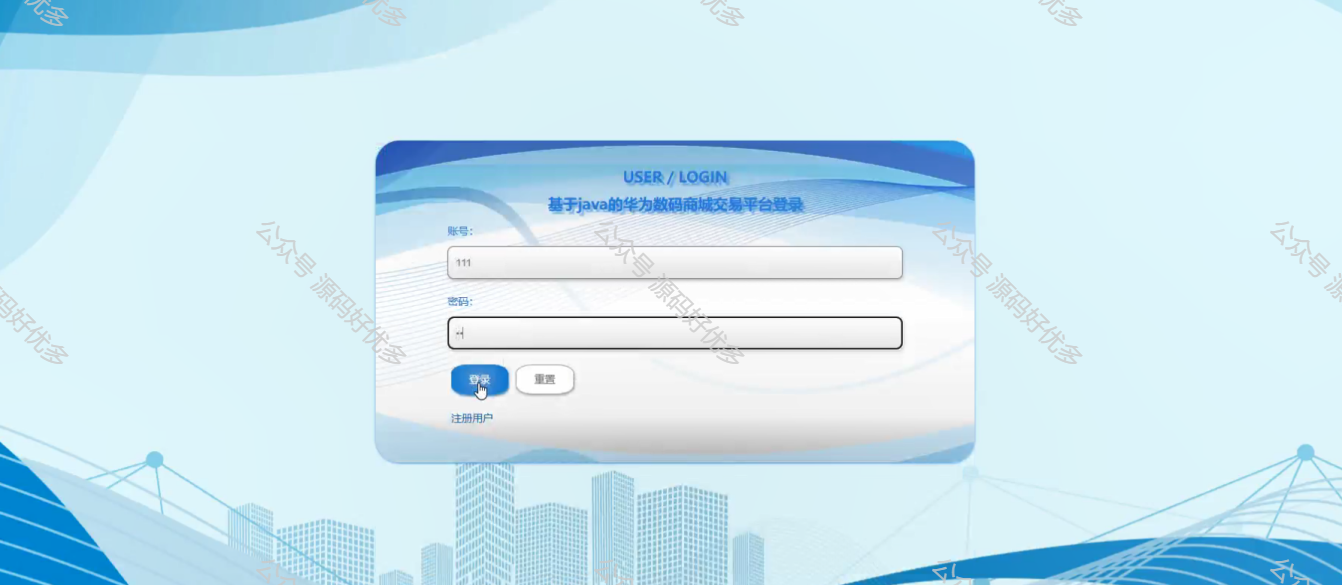 USER / LOGIN
基于java的华为数码商城交易平台登录
账号:
111
密码:
登录
重置
注册用户
公众号 源码好优多
公众号 源码好优多
公众号 源码好优多
公众号
码好优多